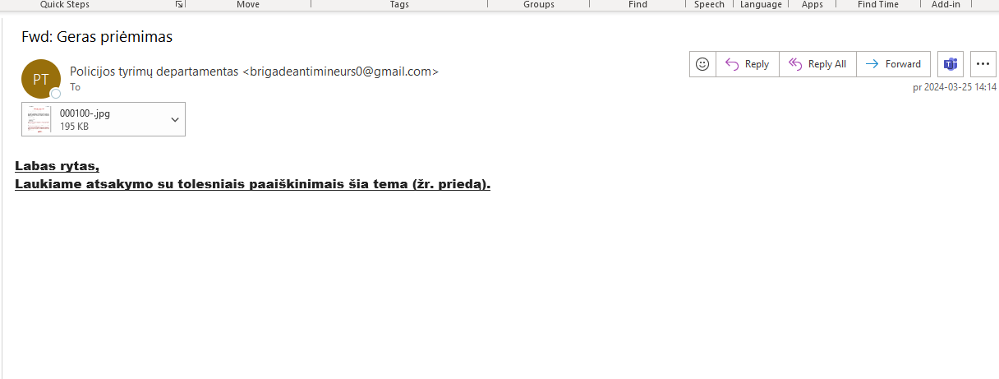 Quick Steps Move Tags Groups Find Speech Language Apps Find Time Add-in
Fwd: Geras priėmimas
PT
Policijos tyrimų departamentas <brigadeantimineurs0@gmail.com>
To
Reply Reply All Forward
pr 2024-03-25 14:14
000100-.jpg
195 KB
Labas rytas,
Laukiame atsakymo su tolesniais paaiškinimais šia tema (žr. priedą).